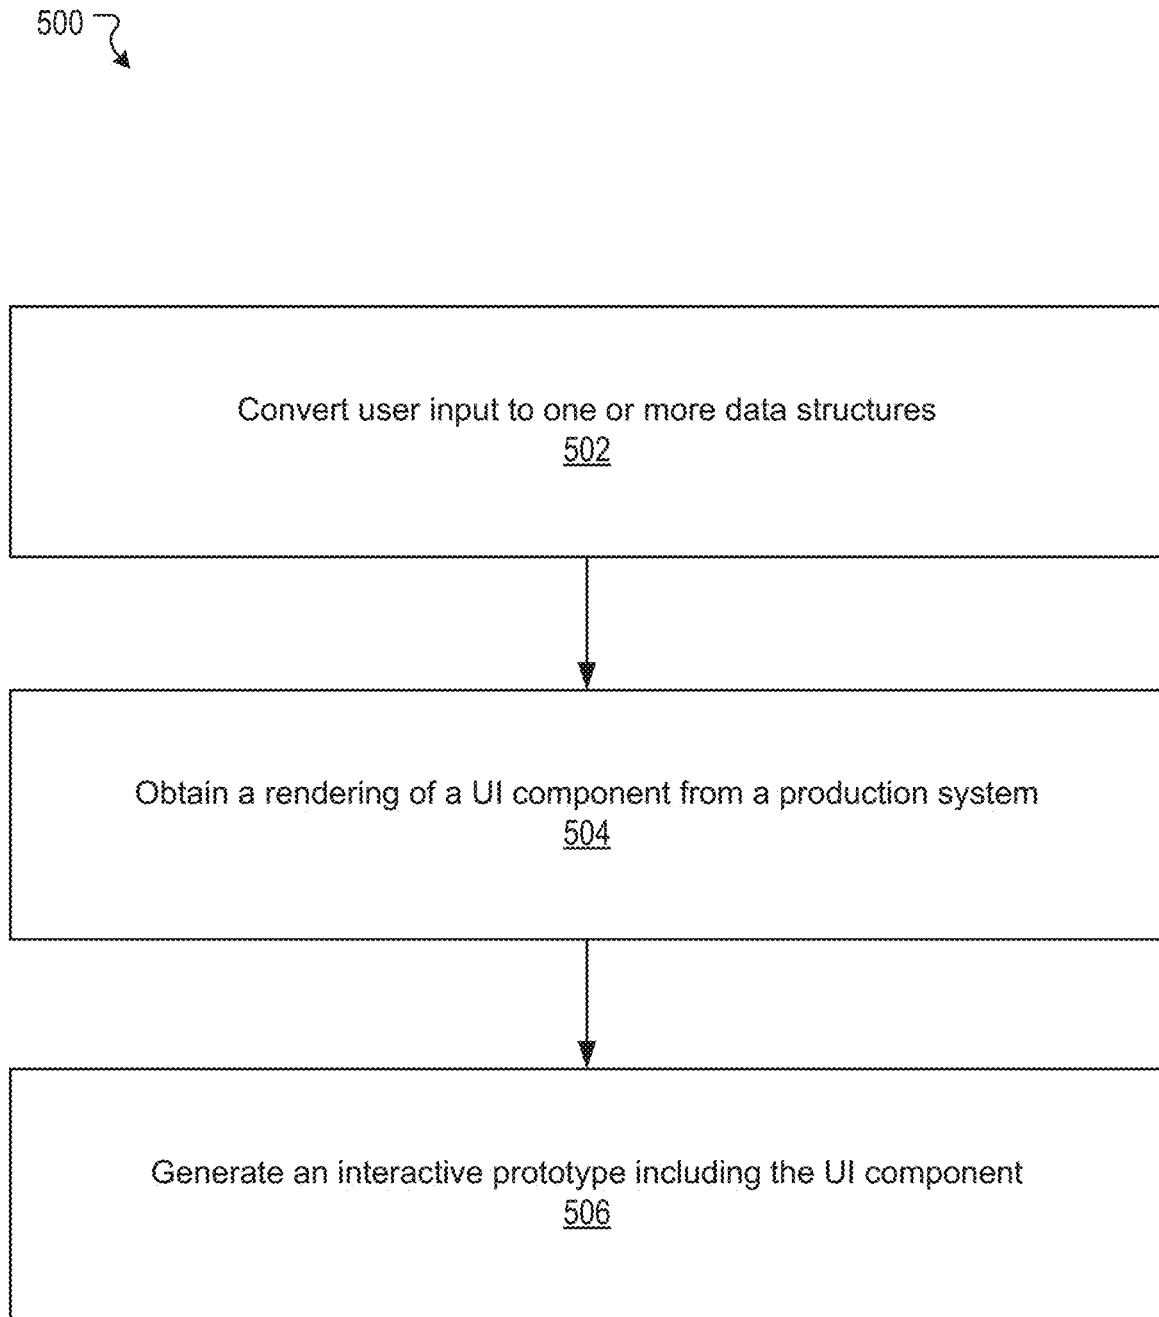 500
Convert user input to one or more data structures
502
Obtain a rendering of a UI component from a production system
504
Generate an interactive prototype including the UI component
506